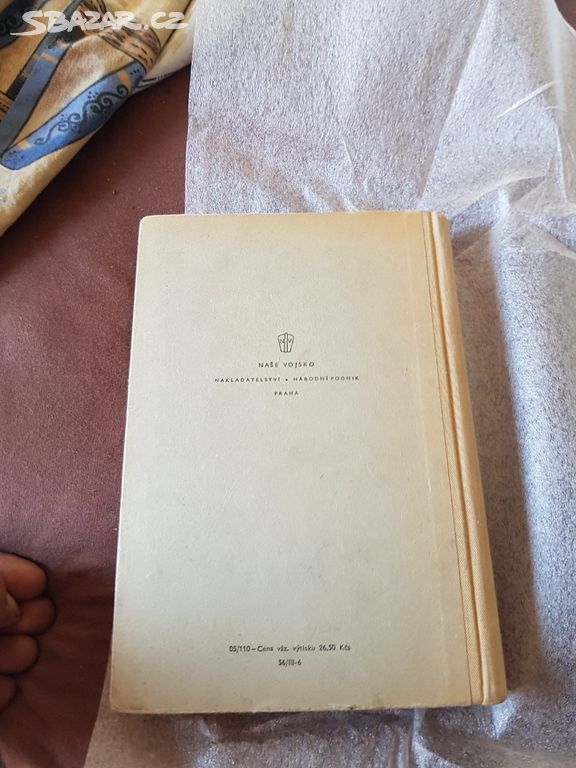 SBAZAR.CZ
NV
NAŠE VOJSKO
NAKLADATELSTVÍ • NÁRODNÍ PODNIK
PRAHA
05/110 – Cena váz. výtisku 26,50 Kčs
56/III-6